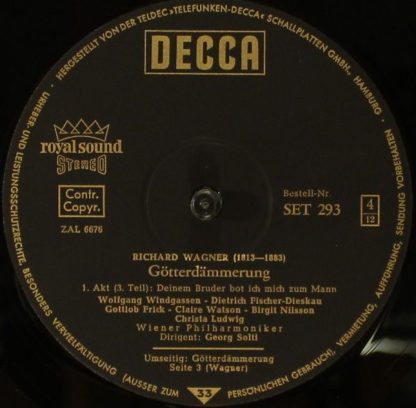 HERGESTELLT VON DER TELDEC »TELEFUNKEN-DECCA« SCHALLPLATTEN GMBH., HAMBURG ·
URHEBER- UND LEISTUNGSSCHUTZRECHTE BESONDERS VERVIELFÄLTIGUNG (AUSSER ZUM PERSÖNLICHEN GEBRAUCH), VERMIETUNG, AUFFÜHRUNG, SENDUNG VORBEHALTEN ·
DECCA
royal sound
STEREO
Contr.
Copyr.
ZAL 6676
Bestell-Nr.
SET 293
4
12
RICHARD WAGNER (1813—1883)
Götterdämmerung
1. Akt (3. Teil): Deinem Bruder bot ich mich zum Mann
Wolfgang Windgassen - Dietrich Fischer-Dieskau
Gottlob Frick - Claire Watson - Birgit Nilsson
Christa Ludwig
Wiener Philharmoniker
Dirigent: Georg Solti
Umseitig: Götterdämmerung
Seite 3 (Wagner)
33